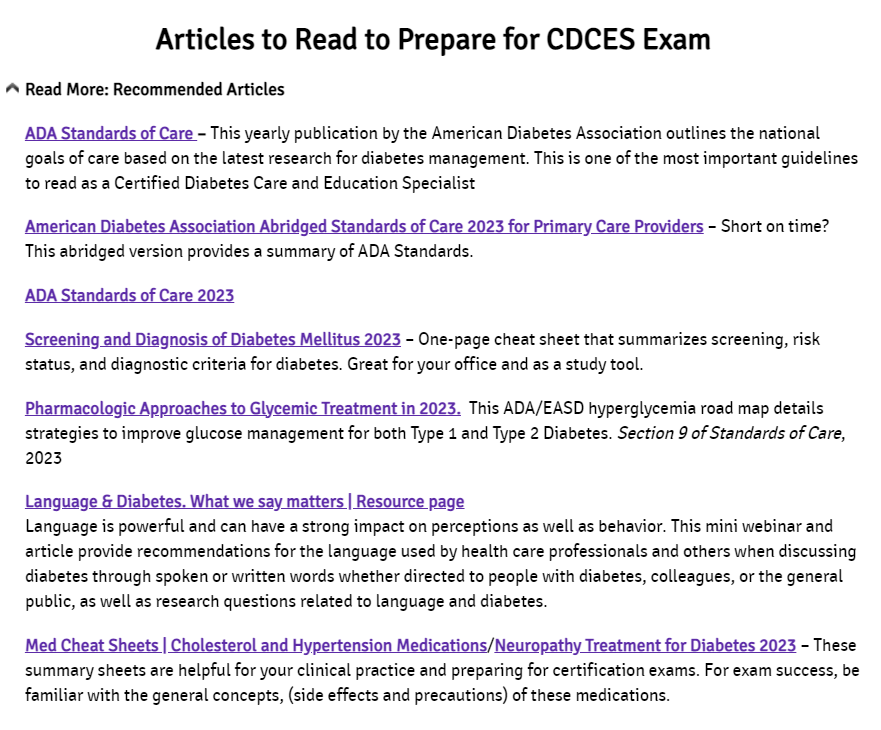 Articles to Read to Prepare for CDCES Exam
Read More: Recommended Articles
ADA Standards of Care – This yearly publication by the American Diabetes Association outlines the national
goals of care based on the latest research for diabetes management. This is one of the most important guidelines
to read as a Certified Diabetes Care and Education Specialist
American Diabetes Association Abridged Standards of Care 2023 for Primary Care Providers – Short on time?
This abridged version provides a summary of ADA Standards.
ADA Standards of Care 2023
Screening and Diagnosis of Diabetes Mellitus 2023 – One-page cheat sheet that summarizes screening, risk
status, and diagnostic criteria for diabetes. Great for your office and as a study tool.
Pharmacologic Approaches to Glycemic Treatment in 2023. This ADA/EASD hyperglycemia road map details
strategies to improve glucose management for both Type 1 and Type 2 Diabetes. Section 9 of Standards of Care,
2023
Language & Diabetes. What we say matters | Resource page
Language is powerful and can have a strong impact on perceptions as well as behavior. This mini webinar and
article provide recommendations for the language used by health care professionals and others when discussing
diabetes through spoken or written words whether directed to people with diabetes, colleagues, or the general
public, as well as research questions related to language and diabetes.
Med Cheat Sheets | Cholesterol and Hypertension Medications/Neuropathy Treatment for Diabetes 2023 – These
summary sheets are helpful for your clinical practice and preparing for certification exams. For exam success, be
familiar with the general concepts, (side effects and precautions) of these medications.